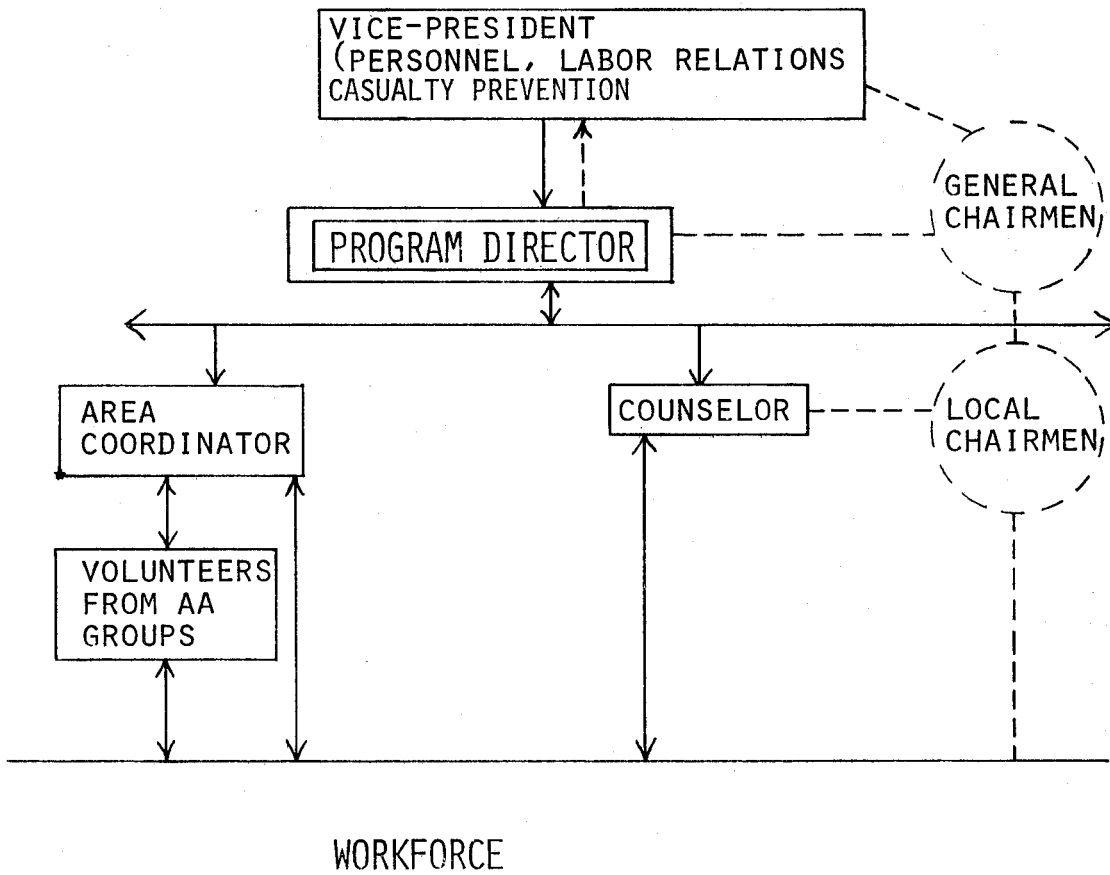 VICE-PRESIDENT
(PERSONNEL, LABOR RELATIONS
CASUALTY PREVENTION
GENERAL
CHAIRMEN
PROGRAM DIRECTOR
AREA
COORDINATOR
COUNSELOR
LOCAL
CHAIRMEN
VOLUNTEERS
FROM AA
GROUPS
WORKFORCE